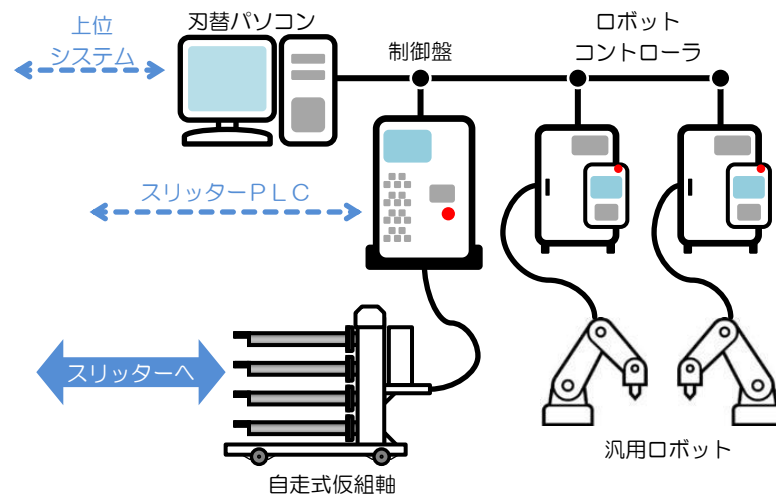 上位
システム
刃替パソコン
制御盤
ロボット
コントローラ
スリッターＰＬＣ
スリッターへ
自走式仮組軸
汎用ロボット